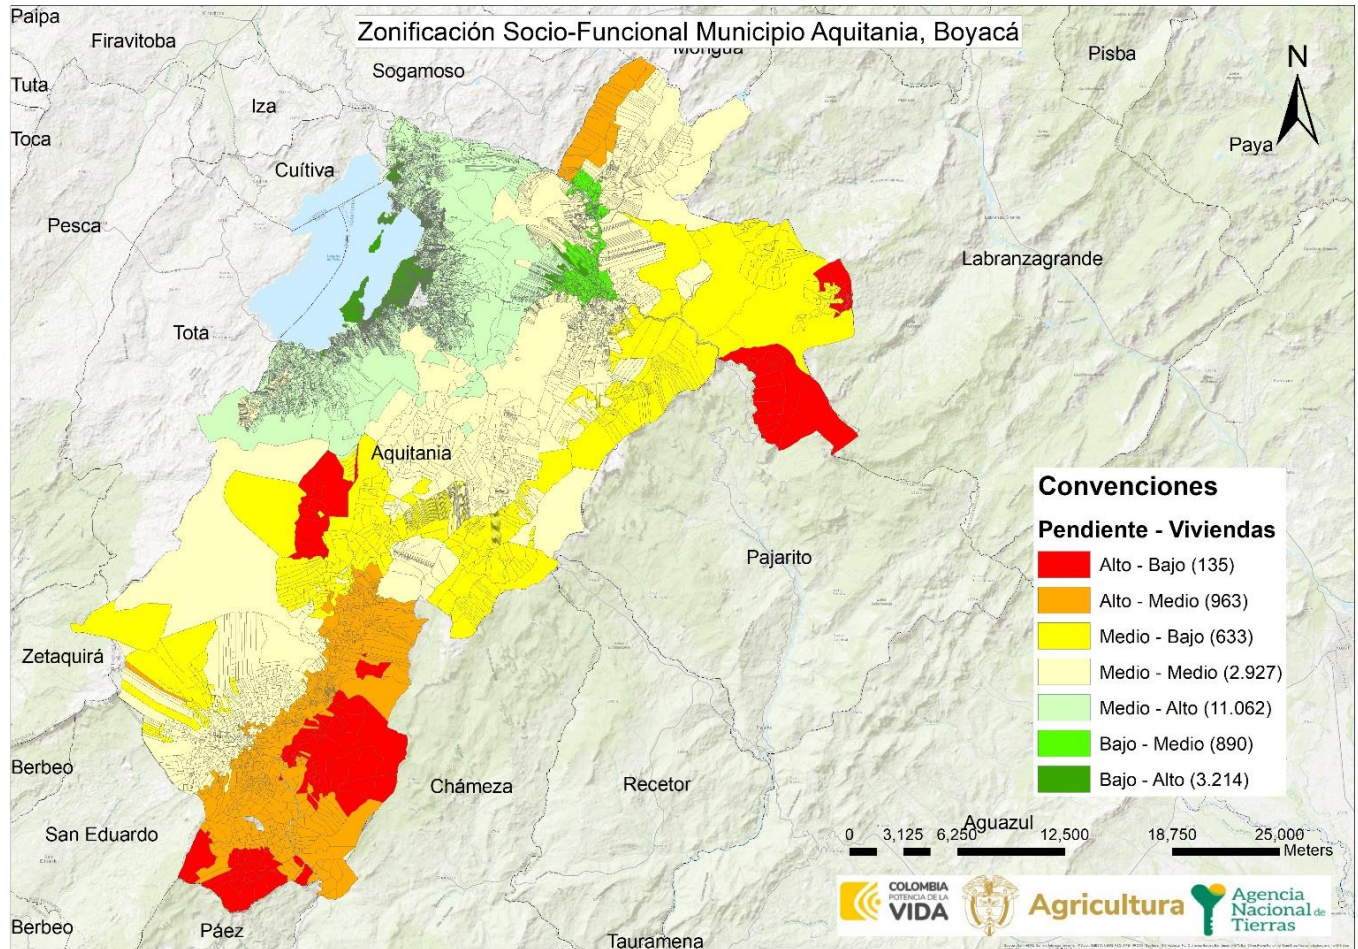 Zonificación Socio-Funcional Municipio Aquitania, Boyacá
Paipa
Firavitoba
Mongua
Pisba
Sogamoso
N
Tuta
Iza
Toca
Paya
Cuítiva
Pesca
Labranzagrande
Tota
Aquitania
Convenciones
Pendiente - Viviendas
Alto - Bajo (135)
Alto - Medio (963)
Medio - Bajo (633)
Medio - Medio (2.927)
Medio - Alto (11.062)
Bajo - Medio (890)
Bajo - Alto (3.214)
Pajarito
Zetaquirá
Berbeo
Chámeza
Recetor
San Eduardo
Aguazul
0 3,125 6,250 12,500 18,750 25,000
Meters
COLOMBIA
POTENCIA DE LA
VIDA
Agricultura
Agencia
Nacional de
Tierras
Berbeo
Páez
Tauramena